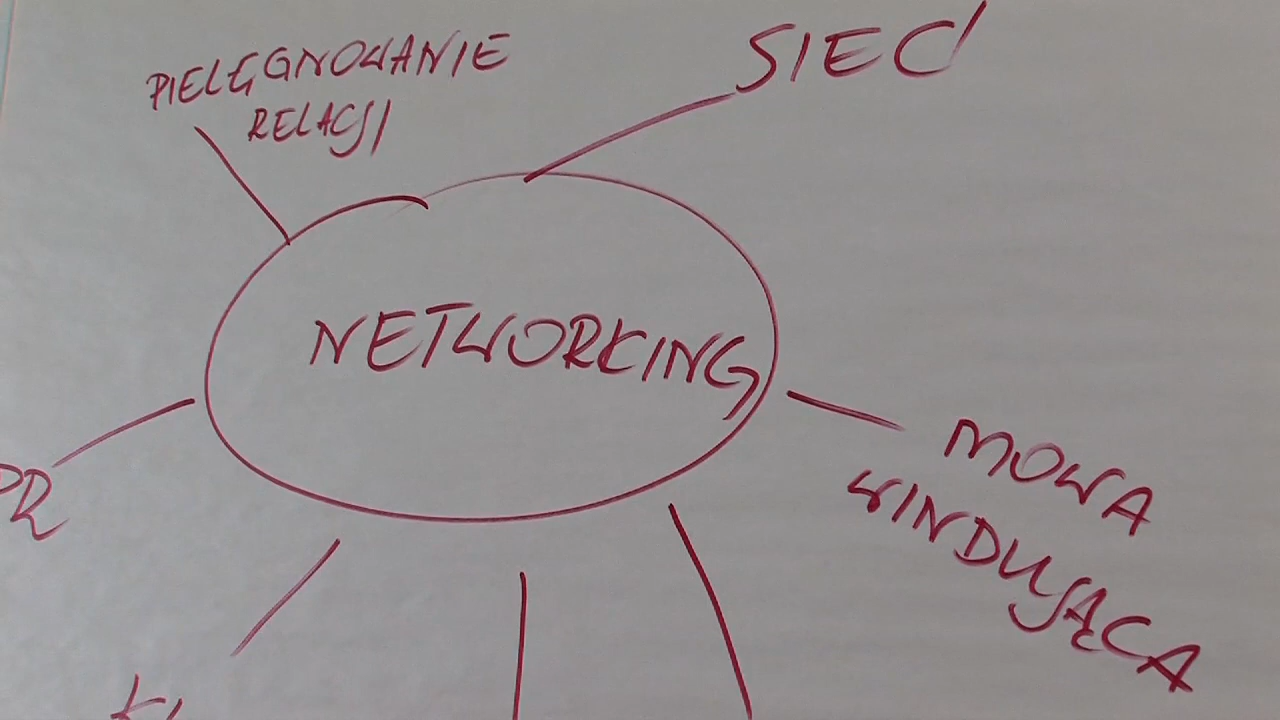 PIELĘGNOWANIE
RELACJI
SIEĆ
NETWORKING
MOWA
WINDUJĄCA
PR